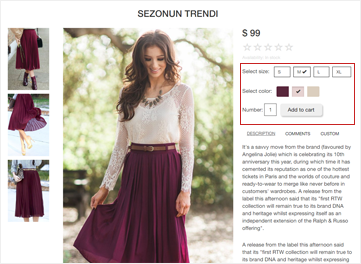 SEZONUN TRENDI
$ 99
Select size: S M L XL
Select color:
Number: 1 Add to cart
DESCRIPTION COMMENTS CUSTOM
It's a savvy move from the brand (favoured by
Angelina Jolie) which is celebrating its 10th
anniversary this year, during which time it has
cemented its reputation as one of the hottest
tickets in Paris and the worlds of couture and
ready-to-wear to merge like never before in
customers' wardrobes. A release from the
label this afternoon said that its "first RTW
collection will remain true to its brand DNA
and heritage whilst expressing itself as an
independent extension of the Ralph & Russo
offering".
A release from the label this afternoon said
that its "first RTW collection will remain true to
its brand DNA and heritage whilst expressing